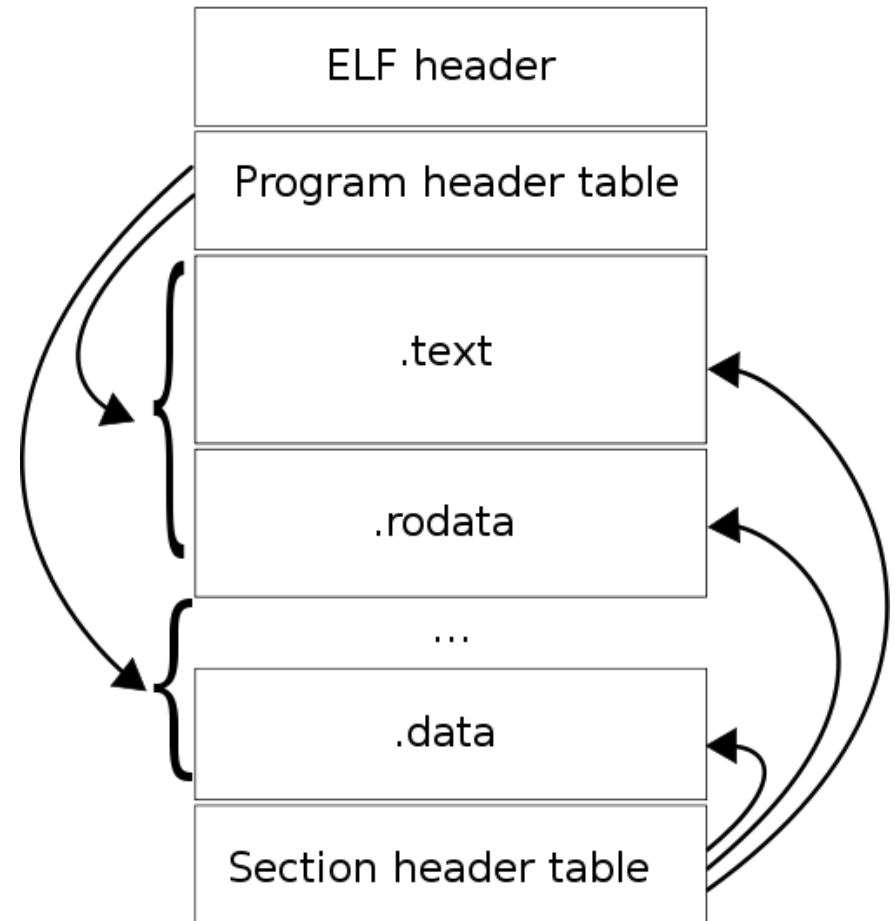 ELF header
Program header table
.text
.rodata
...
.data
Section header table